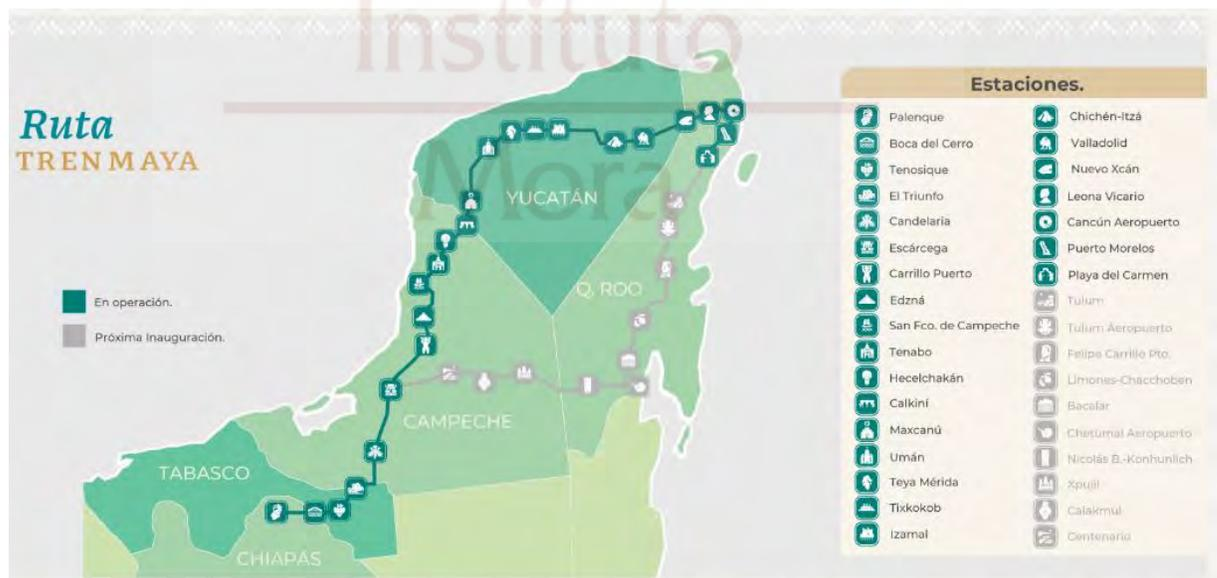 Instituto
Mora
Ruta
TREN MAYA
En operación.
Próxima Inauguración.
YUCATÁN
Q. ROO
CAMPECHE
TABASCO
CHIAPAS
Estaciones.
Palenque
Boca del Cerro
Tenosique
El Triunfo
Candelaria
Escárcega
Carrillo Puerto
Edzná
San Fco. de Campeche
Tenabo
Hecelchakán
Calkiní
Maxcanú
Umán
Teya Mérida
Tixkokob
Izamal
Chichén-Itzá
Valladolid
Nuevo Xcán
Leona Vicario
Cancún Aeropuerto
Puerto Morelos
Playa del Carmen
Tulum
Tulum Aeropuerto
Felipe Carrillo Pto.
Limones-Chacchoben
Bacalar
Chetumal Aeropuerto
Nicolás B.-Konhunlich
Xpujil
Calakmul
Centenario